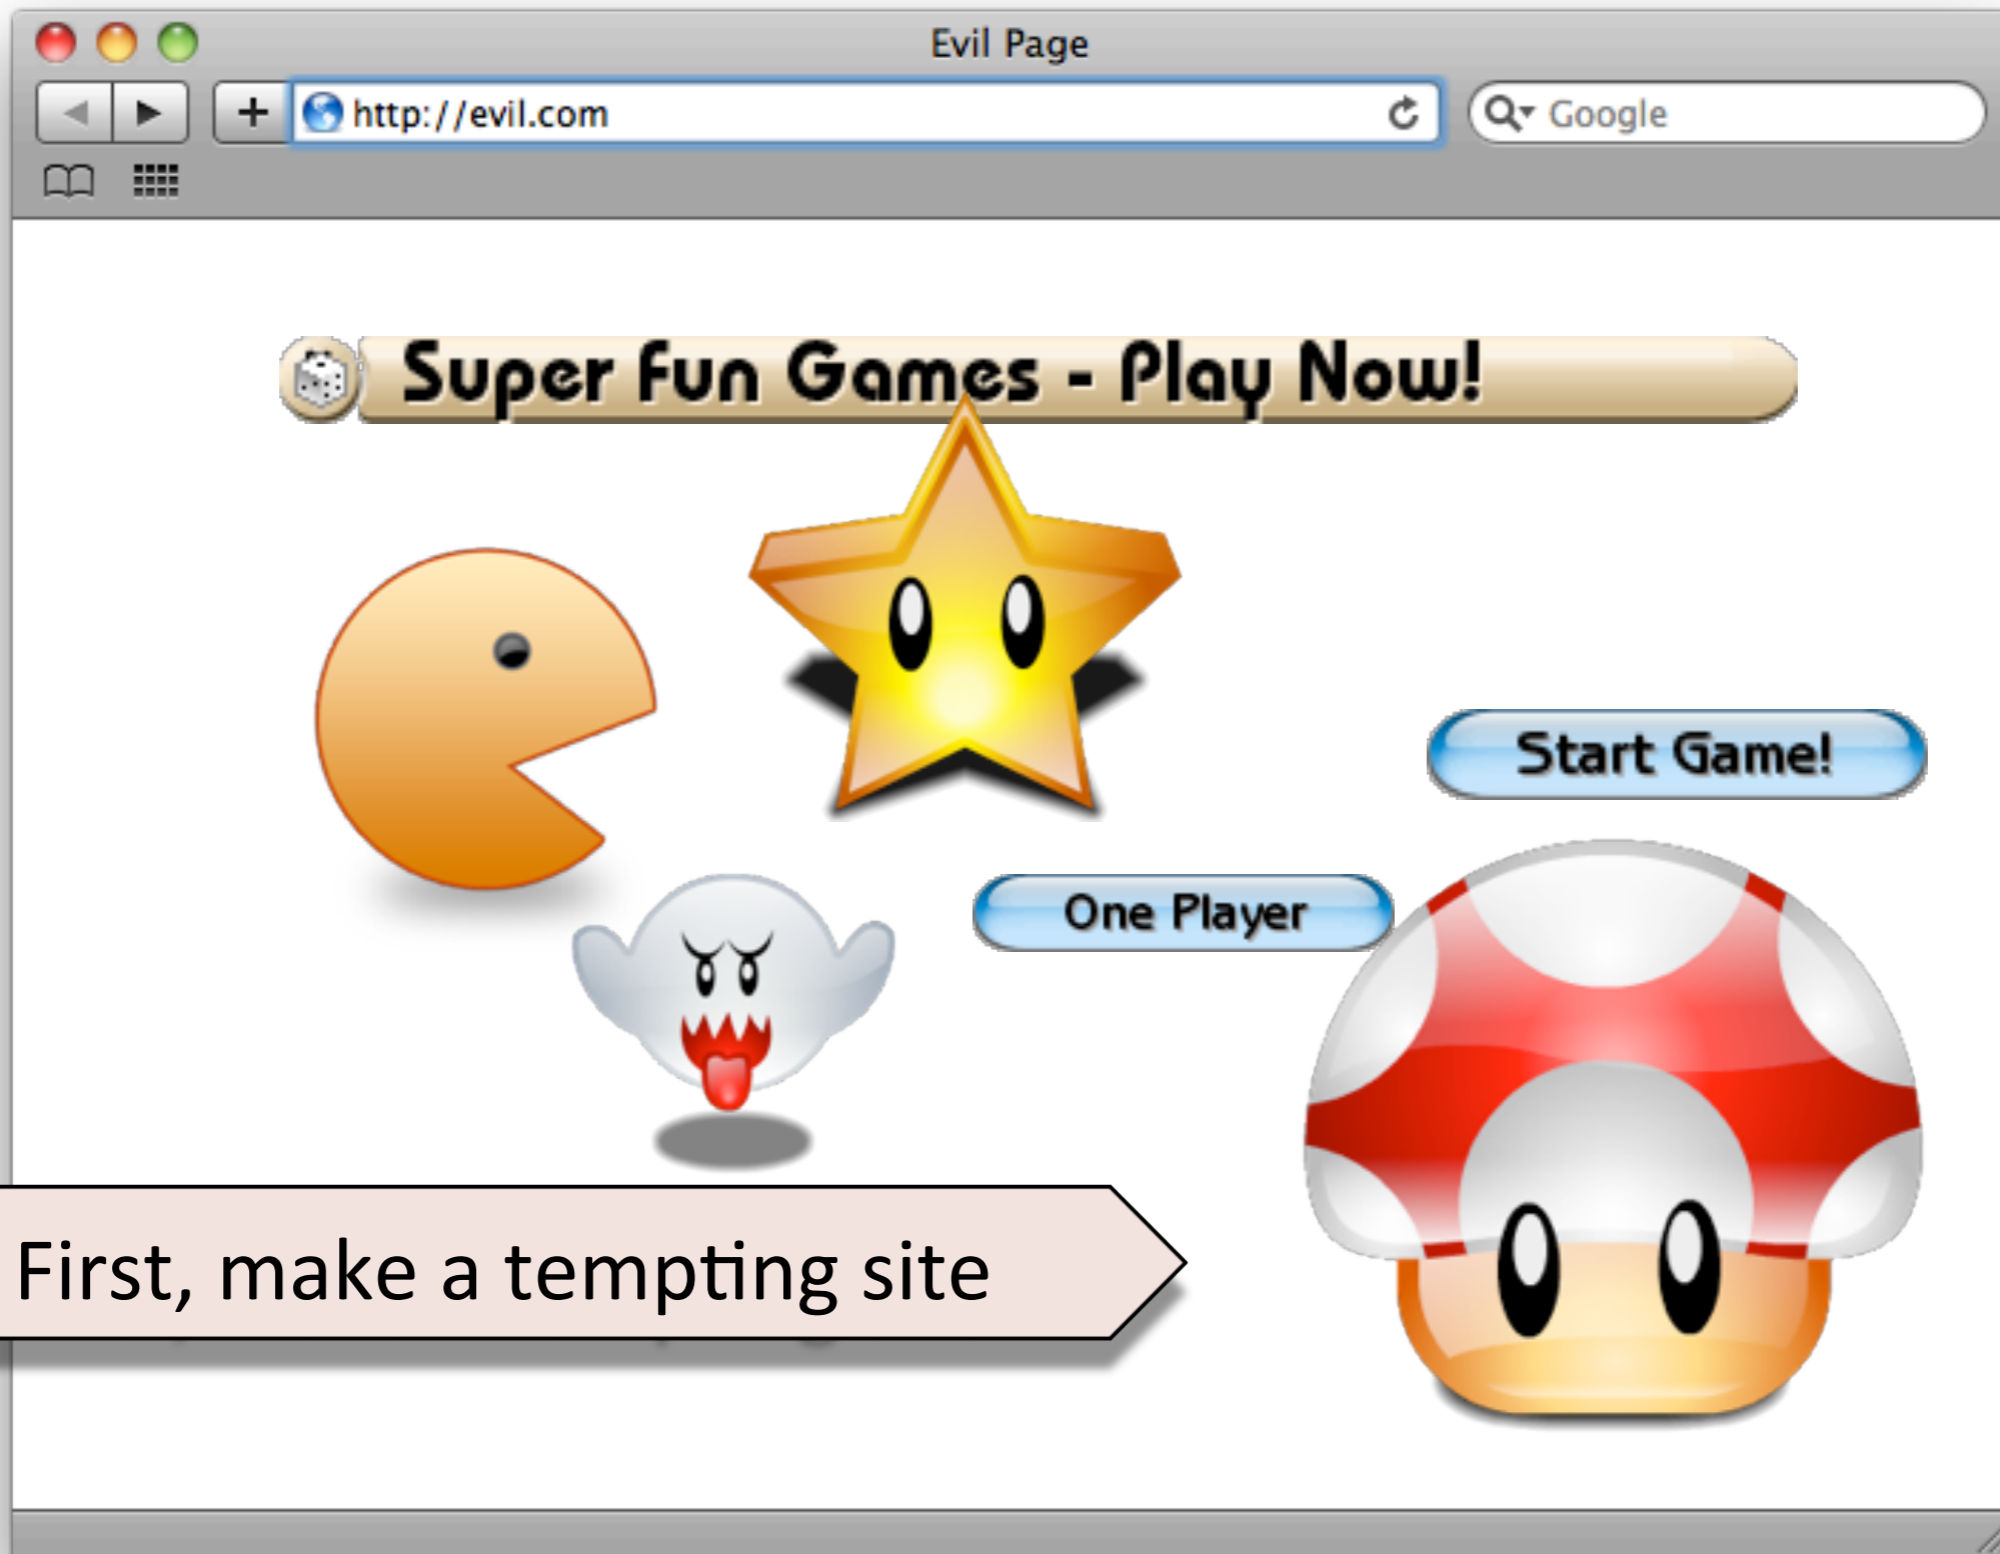 Evil Page
http://evil.com
Google
Super Fun Games - Play Now!
Start Game!
One Player
First, make a tempting site